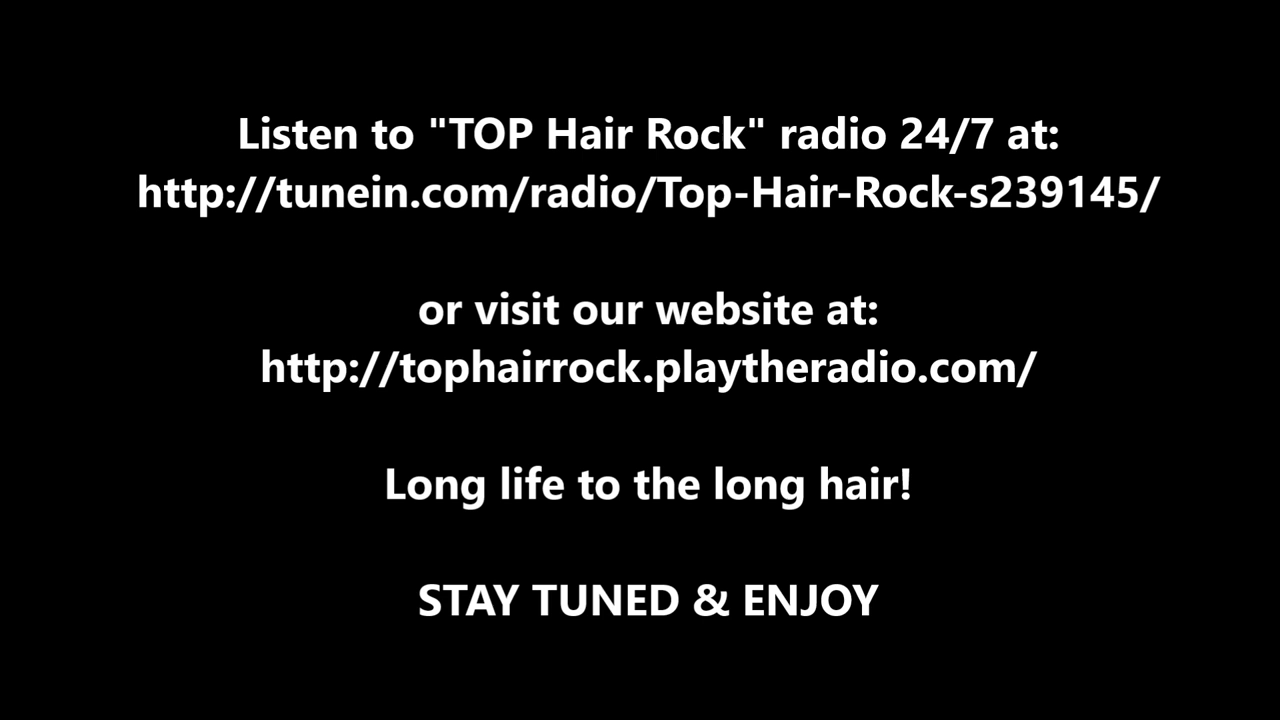 Listen to "TOP Hair Rock" radio 24/7 at:
http://tunein.com/radio/Top-Hair-Rock-s239145/
or visit our website at:
http://tophairrock.playtheradio.com/
Long life to the long hair!
STAY TUNED & ENJOY